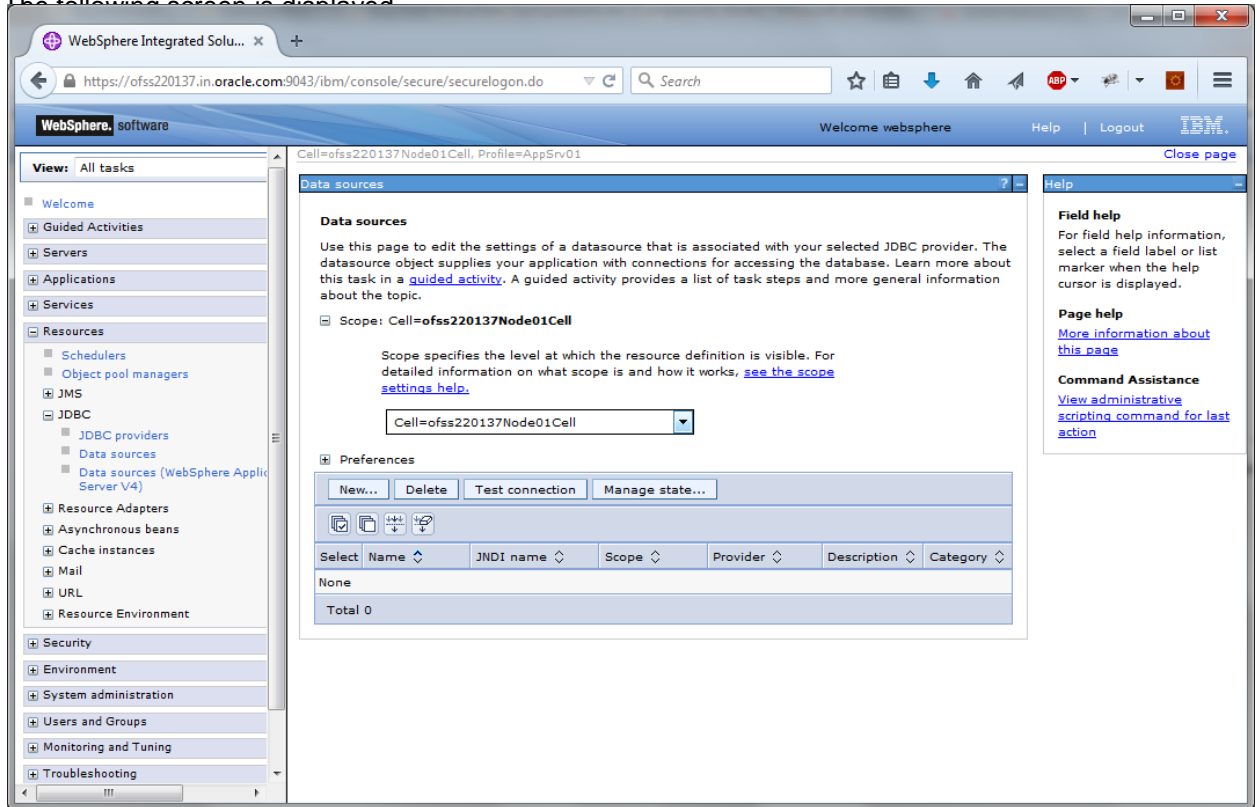 The following screen is displayed
WebSphere Integrated Solu...
https://ofss220137.in.oracle.com:9043/ibm/console/secure/securelogon.do
Search
ABP
WebSphere. software
Welcome websphere
Help | Logout
IBM.
View: All tasks
Welcome
Guided Activities
Servers
Applications
Services
Resources
Schedulers
Object pool managers
JMS
JDBC
JDBC providers
Data sources
Data sources (WebSphere Applic
Server V4)
Resource Adapters
Asynchronous beans
Cache instances
Mail
URL
Resource Environment
Security
Environment
System administration
Users and Groups
Monitoring and Tuning
Troubleshooting
Cell=ofss220137Node01Cell, Profile=AppSrv01
Close page
Data sources
Data sources
Use this page to edit the settings of a datasource that is associated with your selected JDBC provider. The
datasource object supplies your application with connections for accessing the database. Learn more about
this task in a guided activity. A guided activity provides a list of task steps and more general information
about the topic.
Scope: Cell=ofss220137Node01Cell
Scope specifies the level at which the resource definition is visible. For
detailed information on what scope is and how it works, see the scope
settings help.
Cell=ofss220137Node01Cell
Preferences
New... Delete Test connection Manage state...
Select Name JNDI name Scope Provider Description Category
None
Total 0
Help
Field help
For field help information,
select a field label or list
marker when the help
cursor is displayed.
Page help
More information about
this page
Command Assistance
View administrative
scripting command for last
action